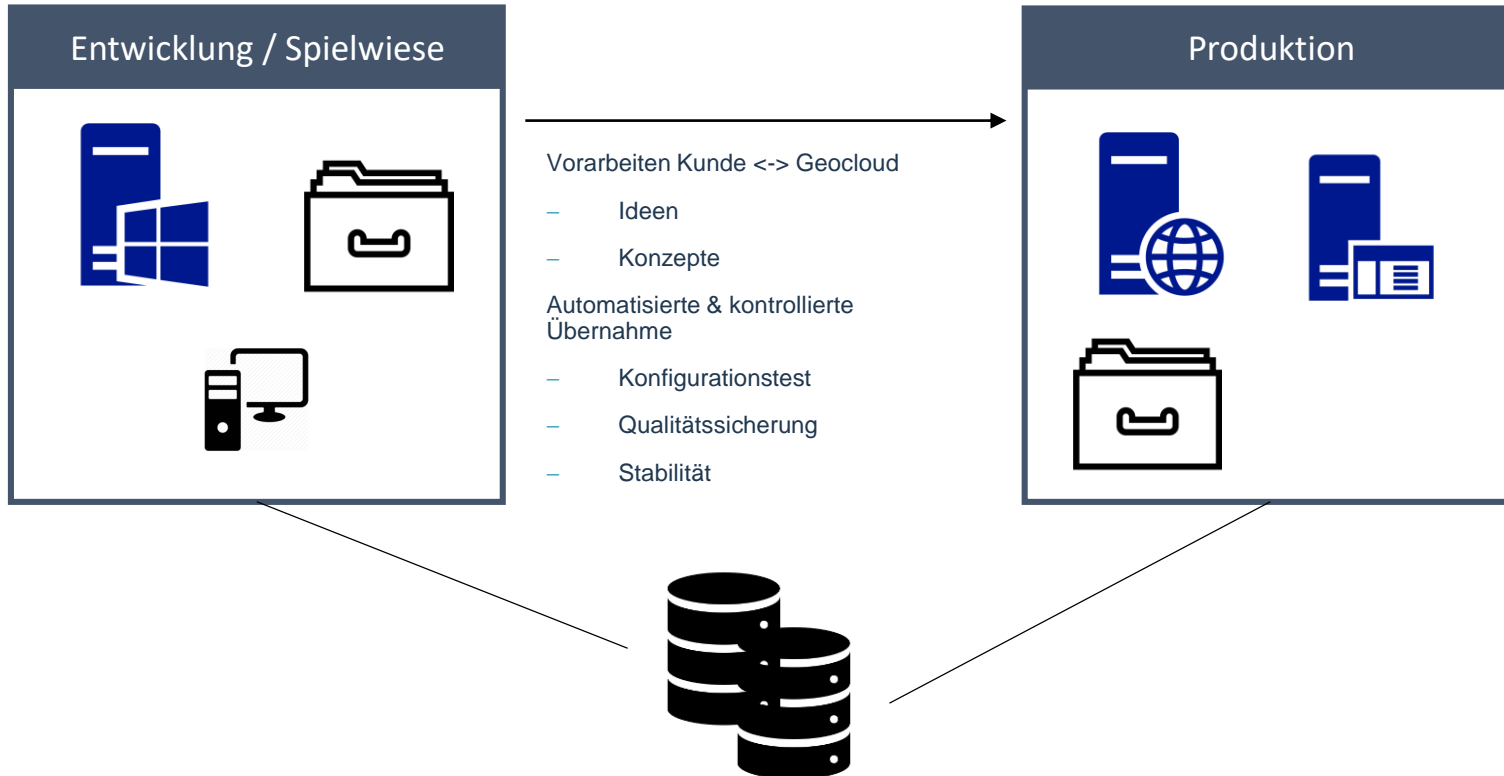 Entwicklung / Spielwiese
Produktion
Vorarbeiten Kunde <-> Geocloud
– Ideen
– Konzepte
Automatisierte & kontrollierte
Übernahme
– Konfigurationstest
– Qualitätssicherung
– Stabilität